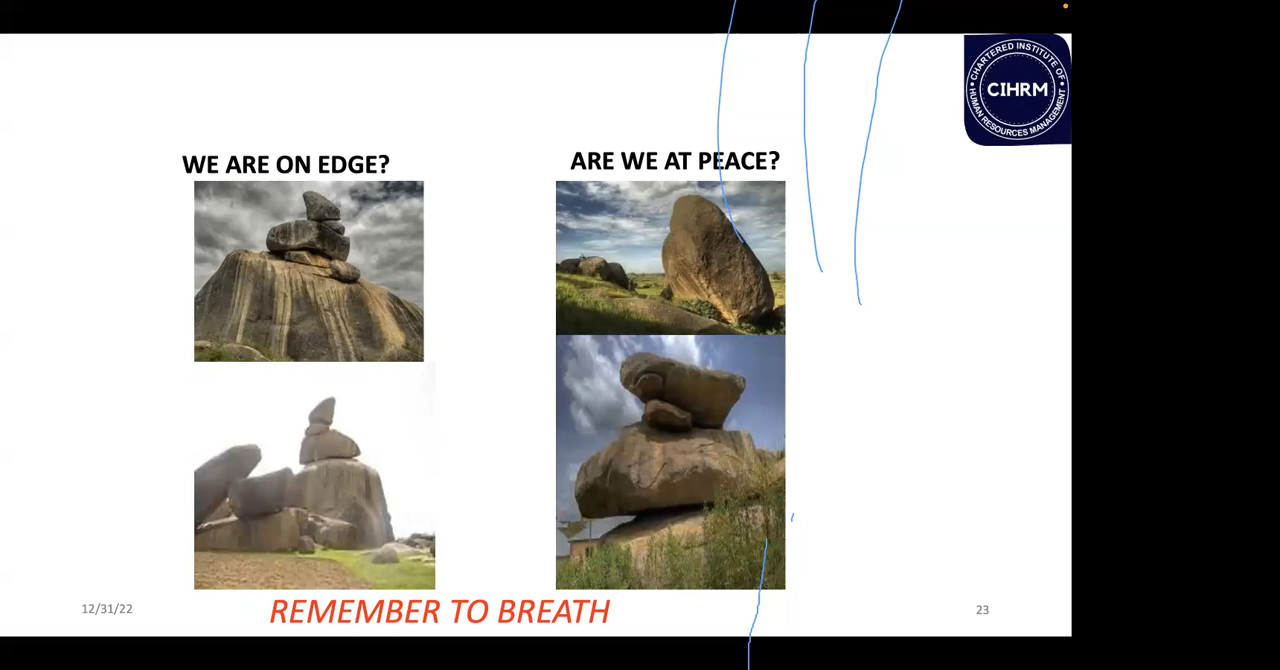 CHARTERED INSTITUTE OF
CIHRM
HUMAN RESOURCES MANAGEMENT
WE ARE ON EDGE?
ARE WE AT PEACE?
12/31/22
REMEMBER TO BREATH
23